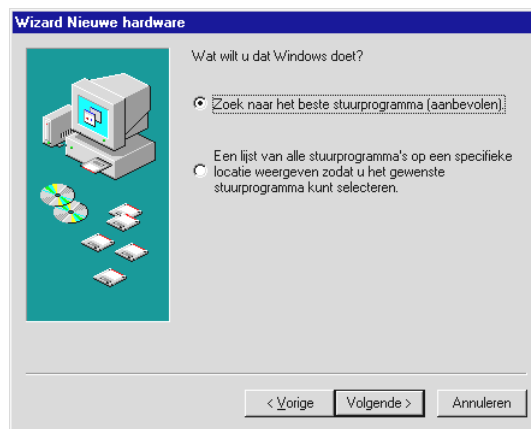 Wizard Nieuwe hardware
Wat wilt u dat Windows doet?
Zoek naar het beste stuurprogramma (aanbevolen).
Een lijst van alle stuurprogramma's op een specifieke
locatie weergeven zodat u het gewenste
stuurprogramma kunt selecteren.
< Vorige
Volgende >
Annuleren